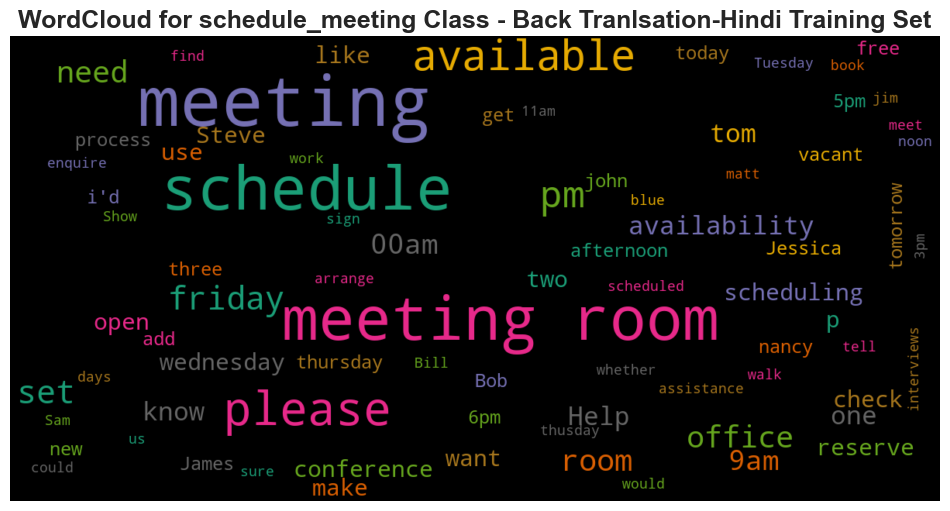 WordCloud for schedule_meeting Class - Back Tranlsation-Hindi Training Set
find like available today free
need Tuesday book
meeting get 11am 5pm jim
process Steve tom meet
noon
enquire use work vacant
i'd schedule pm john matt
Show sign blue availability tomorrow
00am afternoon Jessica 3pm
three arrange two scheduled
friday meeting room scheduling
open add p
wednesday thursday Bill nancy tell
days Bob whether walk interviews
set please assistance check
Sam know 6pm Help one
us thusday office
new James conference want room 9am reserve
could sure
make would